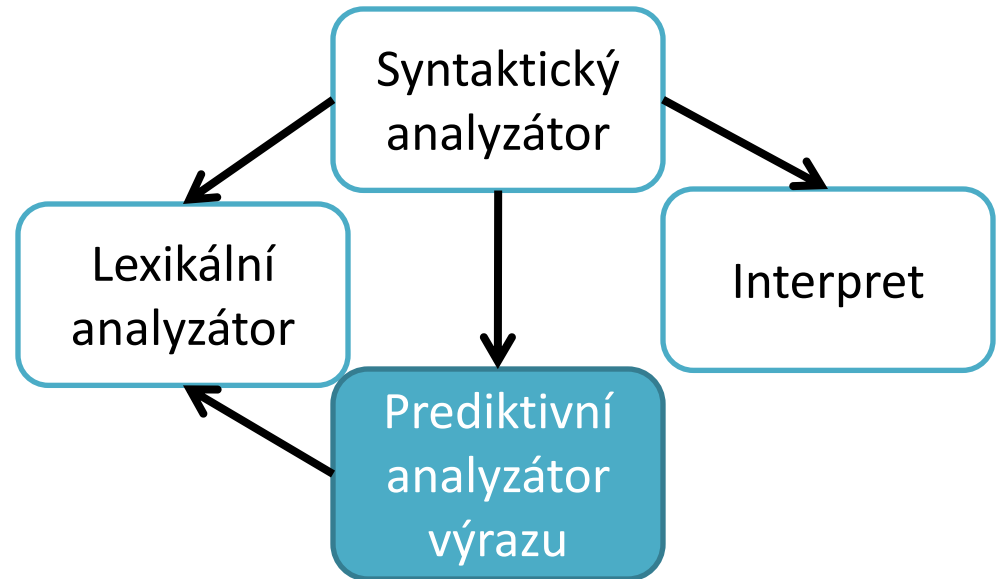 Syntaktický
analyzátor
Lexikální
analyzátor
Interpret
Prediktivní
analyzátor
výrazu